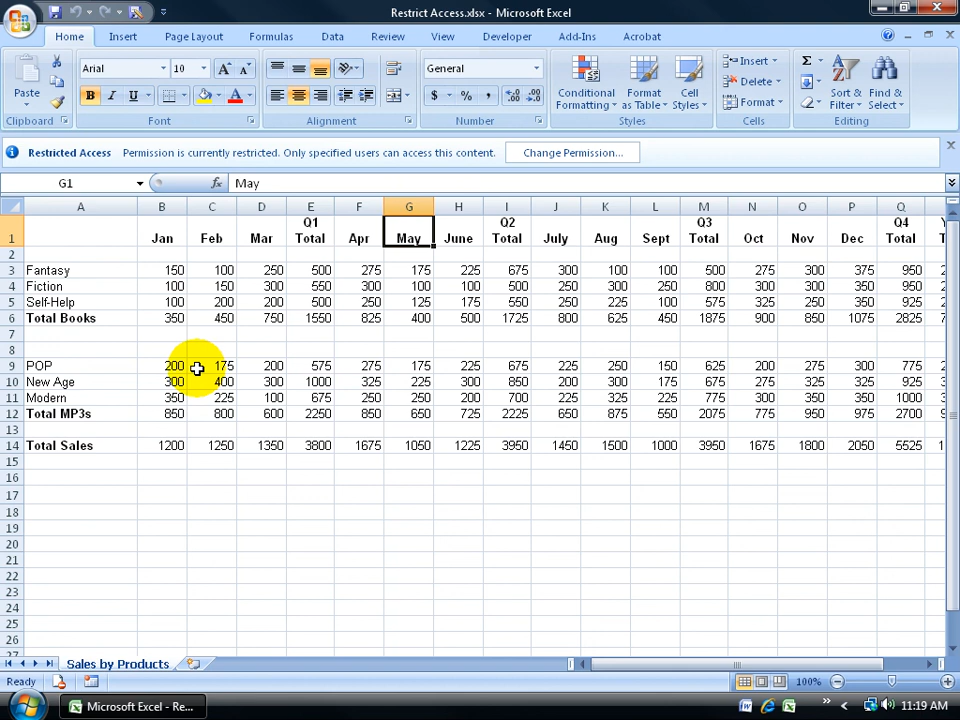 Restrict Access.xlsx - Microsoft Excel
Home Insert Page Layout Formulas Data Review View Developer Add-Ins Acrobat
Paste Arial 10 General Conditional Formatting Format as Table Cell Styles Insert Delete Format Sort & Filter Find & Select
Clipboard Font Alignment Number Styles Cells Editing
Restricted Access Permission is currently restricted. Only specified users can access this content. Change Permission...
G1 fx May
A B C D E F G H I J K L M N O P Q
1 Jan Feb Mar Q1 Total Apr May June Q2 Total July Aug Sept Q3 Total Oct Nov Dec Q4 Total
2
3 Fantasy 150 100 250 500 275 175 225 675 300 100 100 500 275 300 375 950
4 Fiction 100 150 300 550 300 100 100 500 250 300 250 800 300 300 350 950
5 Self-Help 100 200 200 500 250 125 175 550 250 225 100 575 325 250 350 925
6 Total Books 350 450 750 1550 825 400 500 1725 800 625 450 1875 900 850 1075 2825
7
8
9 POP 200 175 200 575 275 175 225 675 225 250 150 625 200 275 300 775
10 New Age 300 400 300 1000 325 225 300 850 200 300 175 675 275 325 325 925
11 Modern 350 225 100 675 250 250 200 700 225 325 225 775 300 350 350 1000
12 Total MP3s 850 800 600 2250 850 650 725 2225 650 875 550 2075 775 950 975 2700
13
14 Total Sales 1200 1250 1350 3800 1675 1050 1225 3950 1450 1500 1000 3950 1675 1800 2050 5525
15
16
17
18
19
20
21
22
23
24
25
26
Sales by Products
Ready 100%
Microsoft Excel - Re... 11:19 AM